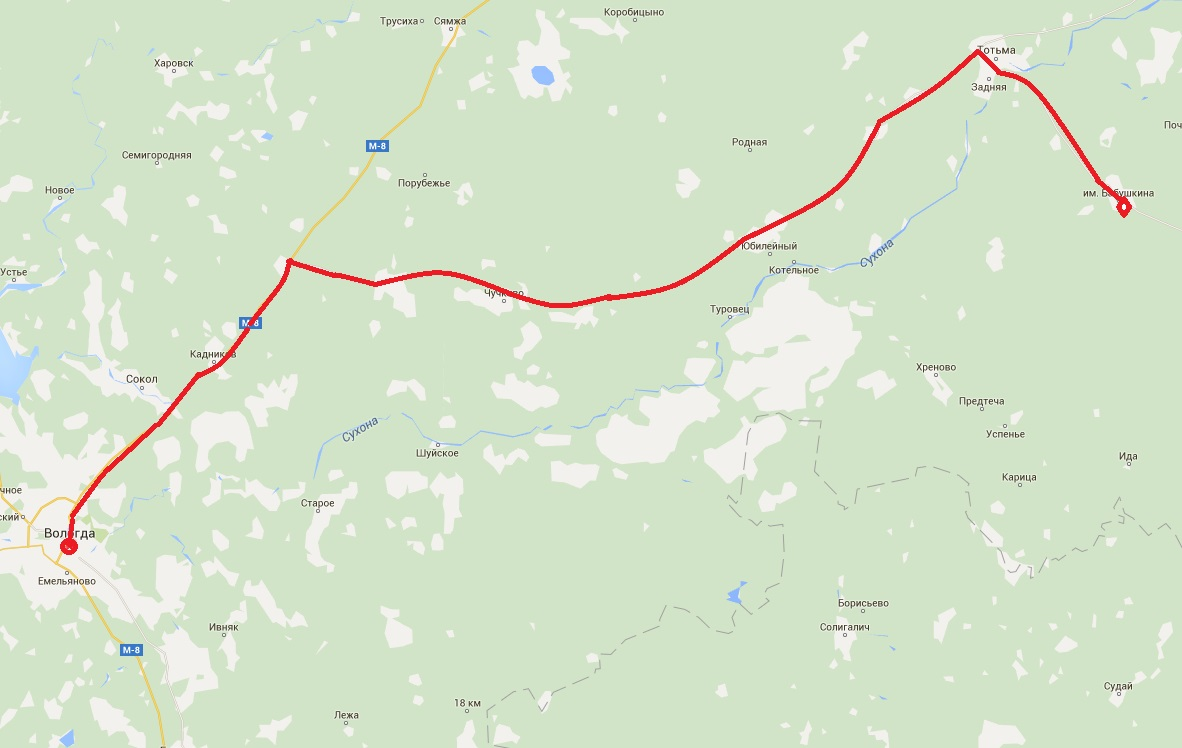 Коробицыно
Трусиха
Сямжа
Тотьма
Харовск
Задняя
Поч
М-8
Родная
Семигородняя
Порубежье
Новое
им. Бабушкина
Юбилейный
Сухона
Устье
Котельное
Чучково
Туровец
М-8
Кадников
Хреново
Сокол
Предтеча
Сухона
Успенье
Шуйское
Ида
Карица
чное
Старое
ский
Вологда
Емельяново
Борисьево
Ивняк
Солигалич
М-8
Судай
18 км
Лежа